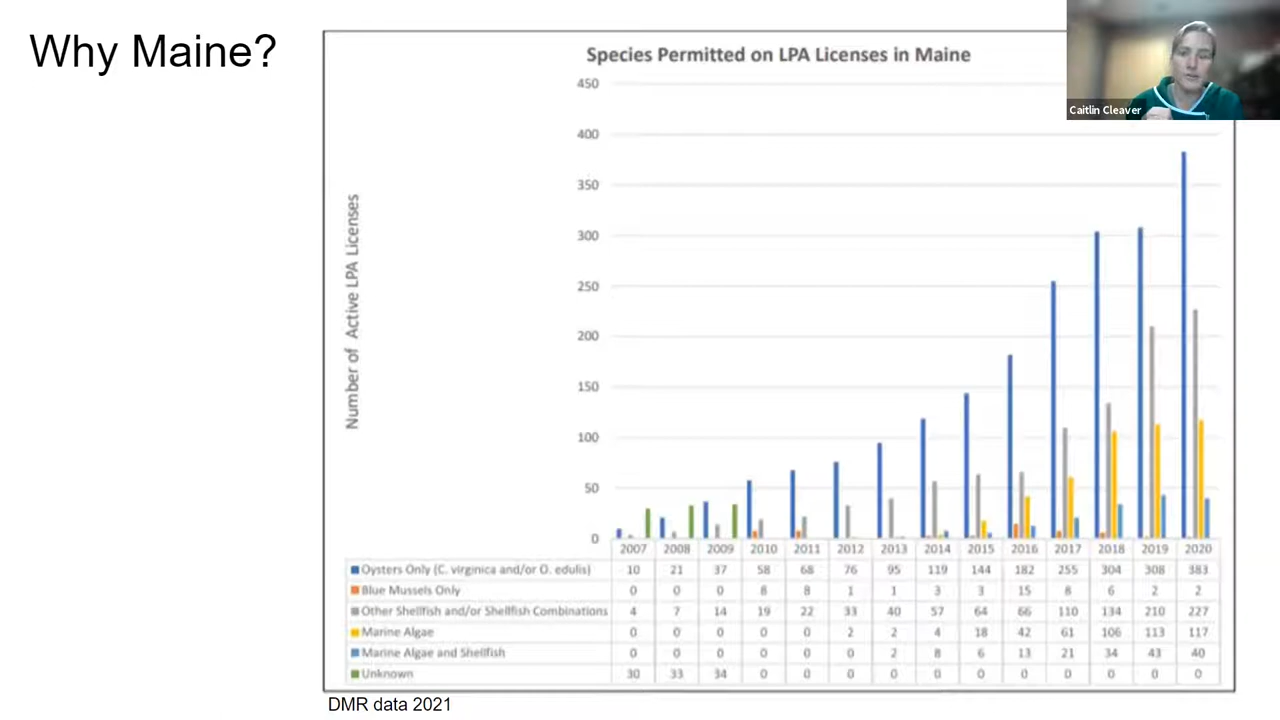 Why Maine?
Species Permitted on LPA Licenses in Maine
Caitlin Cleaver
Number of Active LPA Licenses
450
400
350
300
250
200
150
100
50
0
2007 2008 2009 2010 2011 2012 2013 2014 2015 2016 2017 2018 2019 2020
Oysters Only (C. virginica and/or O. edulis) 10 21 37 58 68 76 95 119 144 182 255 304 308 383
Blue Mussels Only 0 0 0 8 8 1 1 3 3 15 8 6 2 2
Other Shellfish and/or Shellfish Combinations 4 7 14 19 22 33 40 57 64 66 110 134 210 227
Marine Algae 0 0 0 0 0 2 2 4 18 42 61 106 113 117
Marine Algae and Shellfish 0 0 0 0 0 0 2 8 6 13 21 34 43 40
Unknown 30 33 34 0 0 0 0 0 0 0 0 0 0 0
DMR data 2021